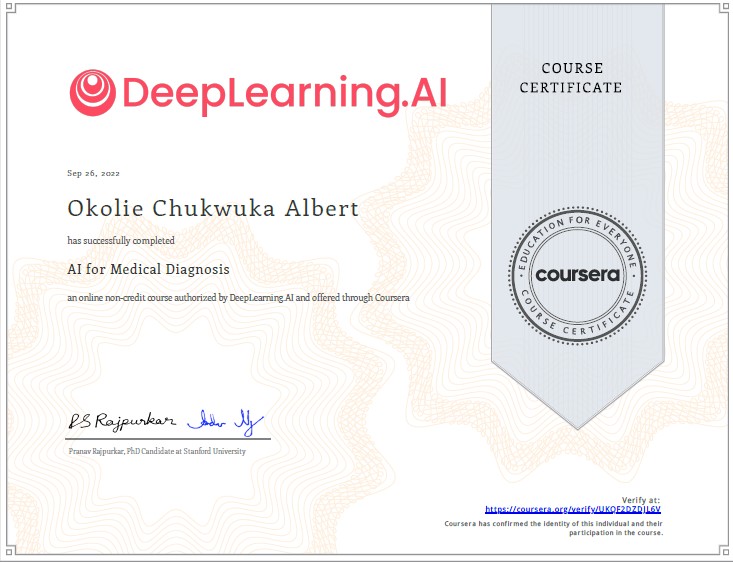 DeepLearning.AI
COURSE
CERTIFICATE
Sep 26, 2022
Okolie Chukwuka Albert
has successfully completed
AI for Medical Diagnosis
an online non-credit course authorized by DeepLearning.AI and offered through Coursera
EDUCATION FOR EVERYONE
coursera
COURSE CERTIFICATE
PS Rajpurkar
Pranav Rajpurkar, PhD Candidate at Stanford University
Verify at:
https://coursera.org/verify/UKQF2DZDJL6V
Coursera has confirmed the identity of this individual and their
participation in the course.